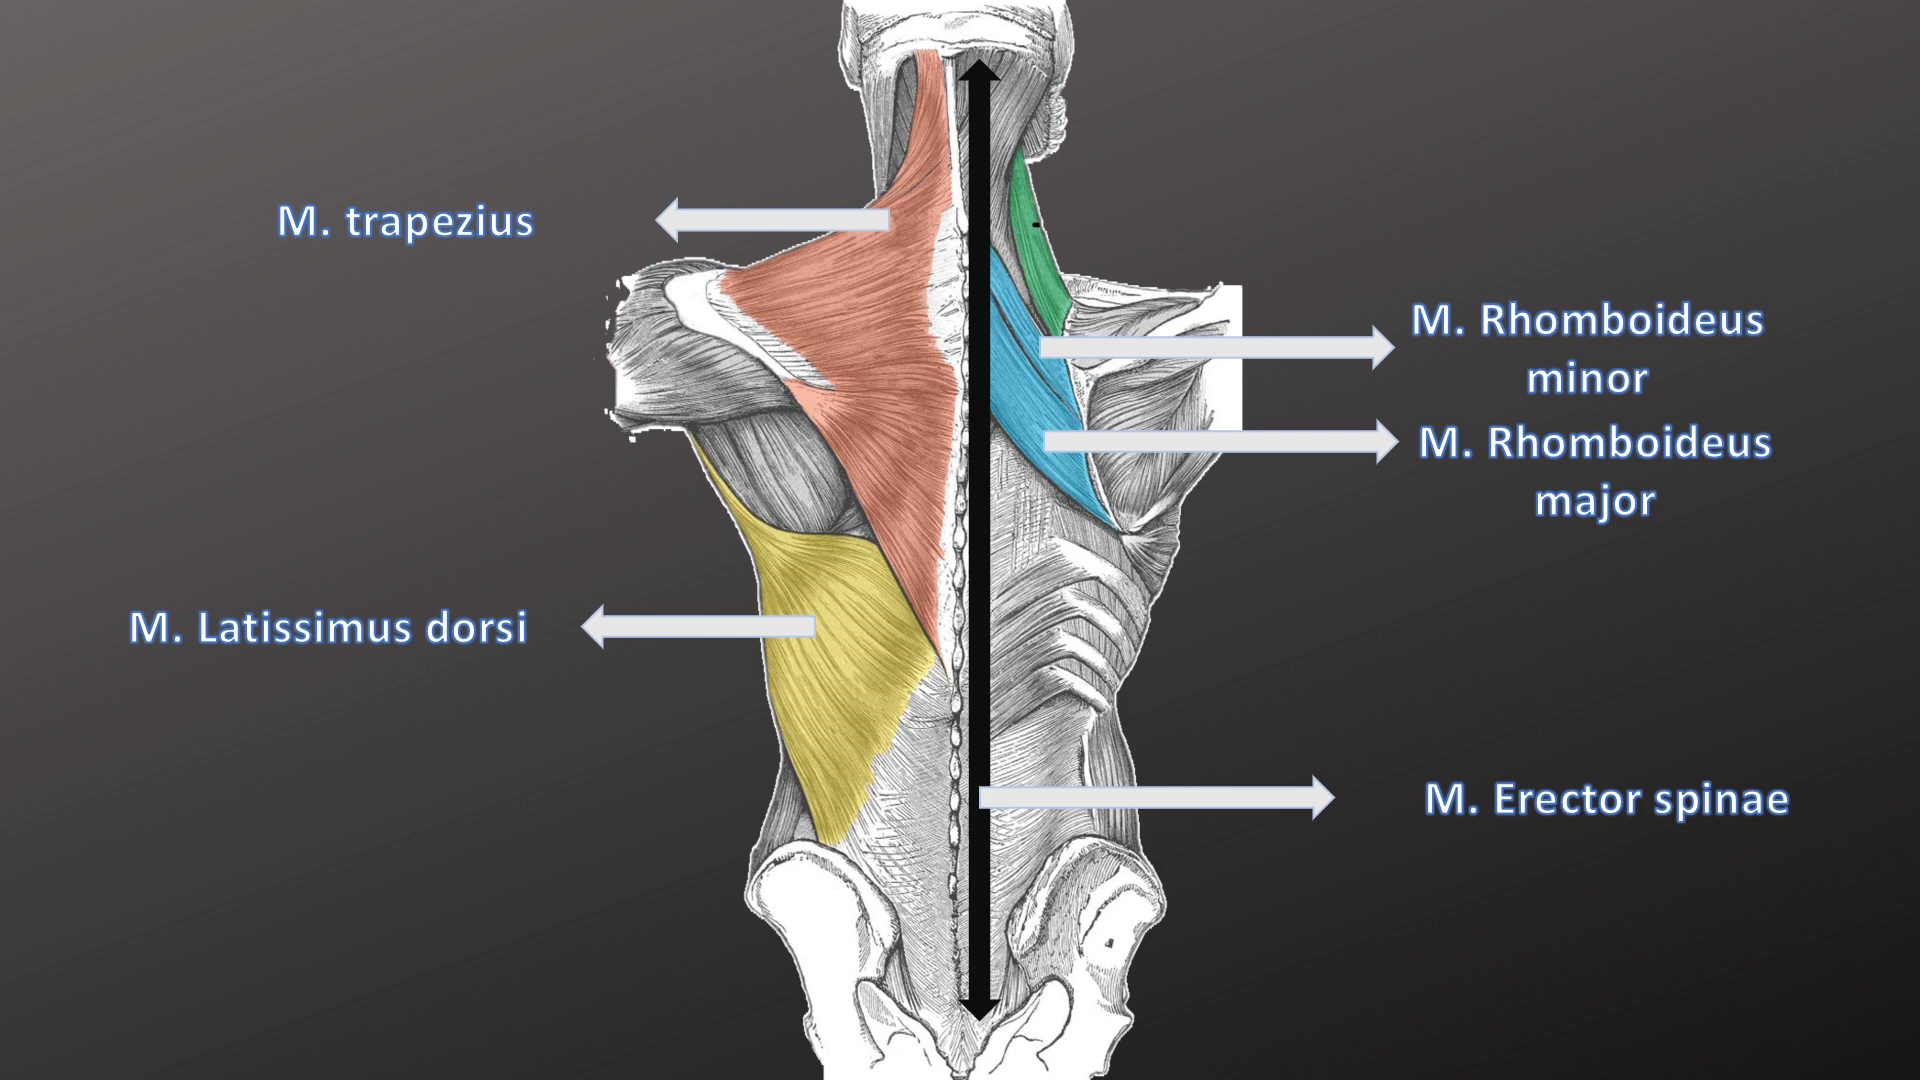 M. trapezius
M. Latissimus dorsi
M. Rhomboideus
minor
M. Rhomboideus
major
M. Erector spinae